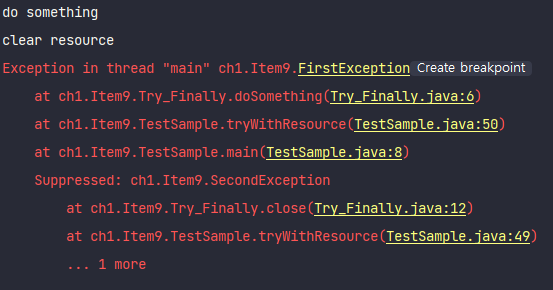 do something
clear resource
Exception in thread "main" ch1.Item9.FirstException Create breakpoint
at ch1.Item9.Try_Finally.doSomething(Try_Finally.java:6)
at ch1.Item9.TestSample.tryWithResource(TestSample.java:50)
at ch1.Item9.TestSample.main(TestSample.java:8)
Suppressed: ch1.Item9.SecondException
at ch1.Item9.Try_Finally.close(Try_Finally.java:12)
at ch1.Item9.TestSample.tryWithResource(TestSample.java:49)
... 1 more